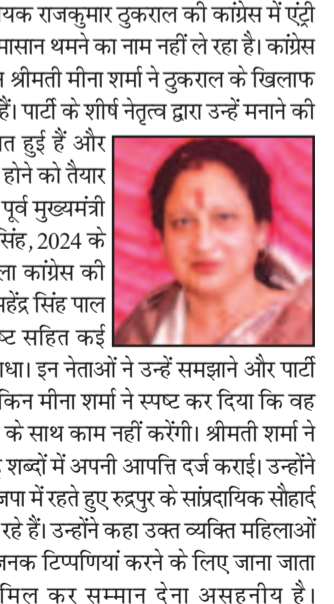 यक राजकुमार ठुकराल की कांग्रेस में एंट्री
मासान थमने का नाम नहीं ले रहा है। कांग्रेस
श्रीमती मीना शर्मा ने ठुकराल के खिलाफ
हैं। पार्टी के शीर्ष नेतृत्व द्वारा उन्हें मनाने की
त हुई हैं और
होने को तैयार
पूर्व मुख्यमंत्री
सिंह, 2024 के
ला कांग्रेस की
महेंद्र सिंह पाल
ष्ट सहित कई
ाधा। इन नेताओं ने उन्हें समझाने और पार्टी
किन मीना शर्मा ने स्पष्ट कर दिया कि वह
के साथ काम नहीं करेंगी। श्रीमती शर्मा ने
शब्दों में अपनी आपत्ति दर्ज कराई। उन्होंने
जपा में रहते हुए रुद्रपुर के सांप्रदायिक सौहार्द
रहे हैं। उन्होंने कहा उक्त व्यक्ति महिलाओं
जनक टिप्पणियां करने के लिए जाना जाता
मिल कर सम्मान देना असहनीय है।